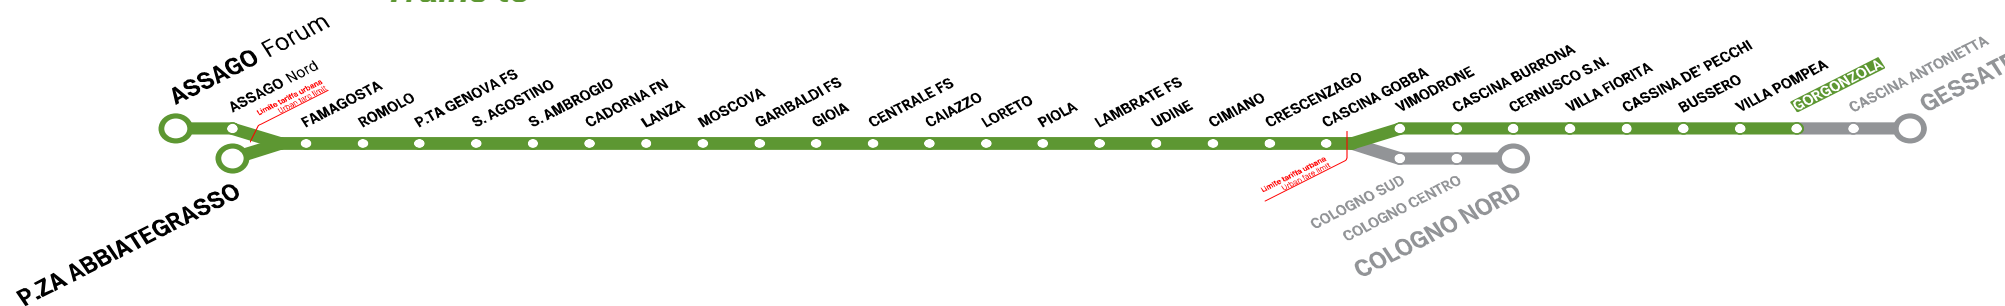 Trains to
ASSAGO Forum
ASSAGO Nord
Limite tariffa urbana
Urban fare limit
P.ZA ABBIATEGRASSO
FAMAGOSTA
ROMOLO
P.TA GENOVA FS
S. AGOSTINO
S. AMBROGIO
CADORNA FN
LANZA
MOSCOVA
GARIBALDI FS
GIOIA
CENTRALE FS
CAIAZZO
LORETO
PIOLA
LAMBRATE FS
UDINE
CIMIANO
CRESCENZAGO
CASCINA GOBBA
Limite tariffa urbana
Urban fare limit
VIMODRONE
CASCINA BURRONA
CERNUSCO S.N.
VILLA FIORITA
CASSINA DE' PECCHI
BUSSERO
VILLA POMPEA
GORGONZOLA
CASCINA ANTONIETTA
GESSATE
COLOGNO SUD
COLOGNO CENTRO
COLOGNO NORD